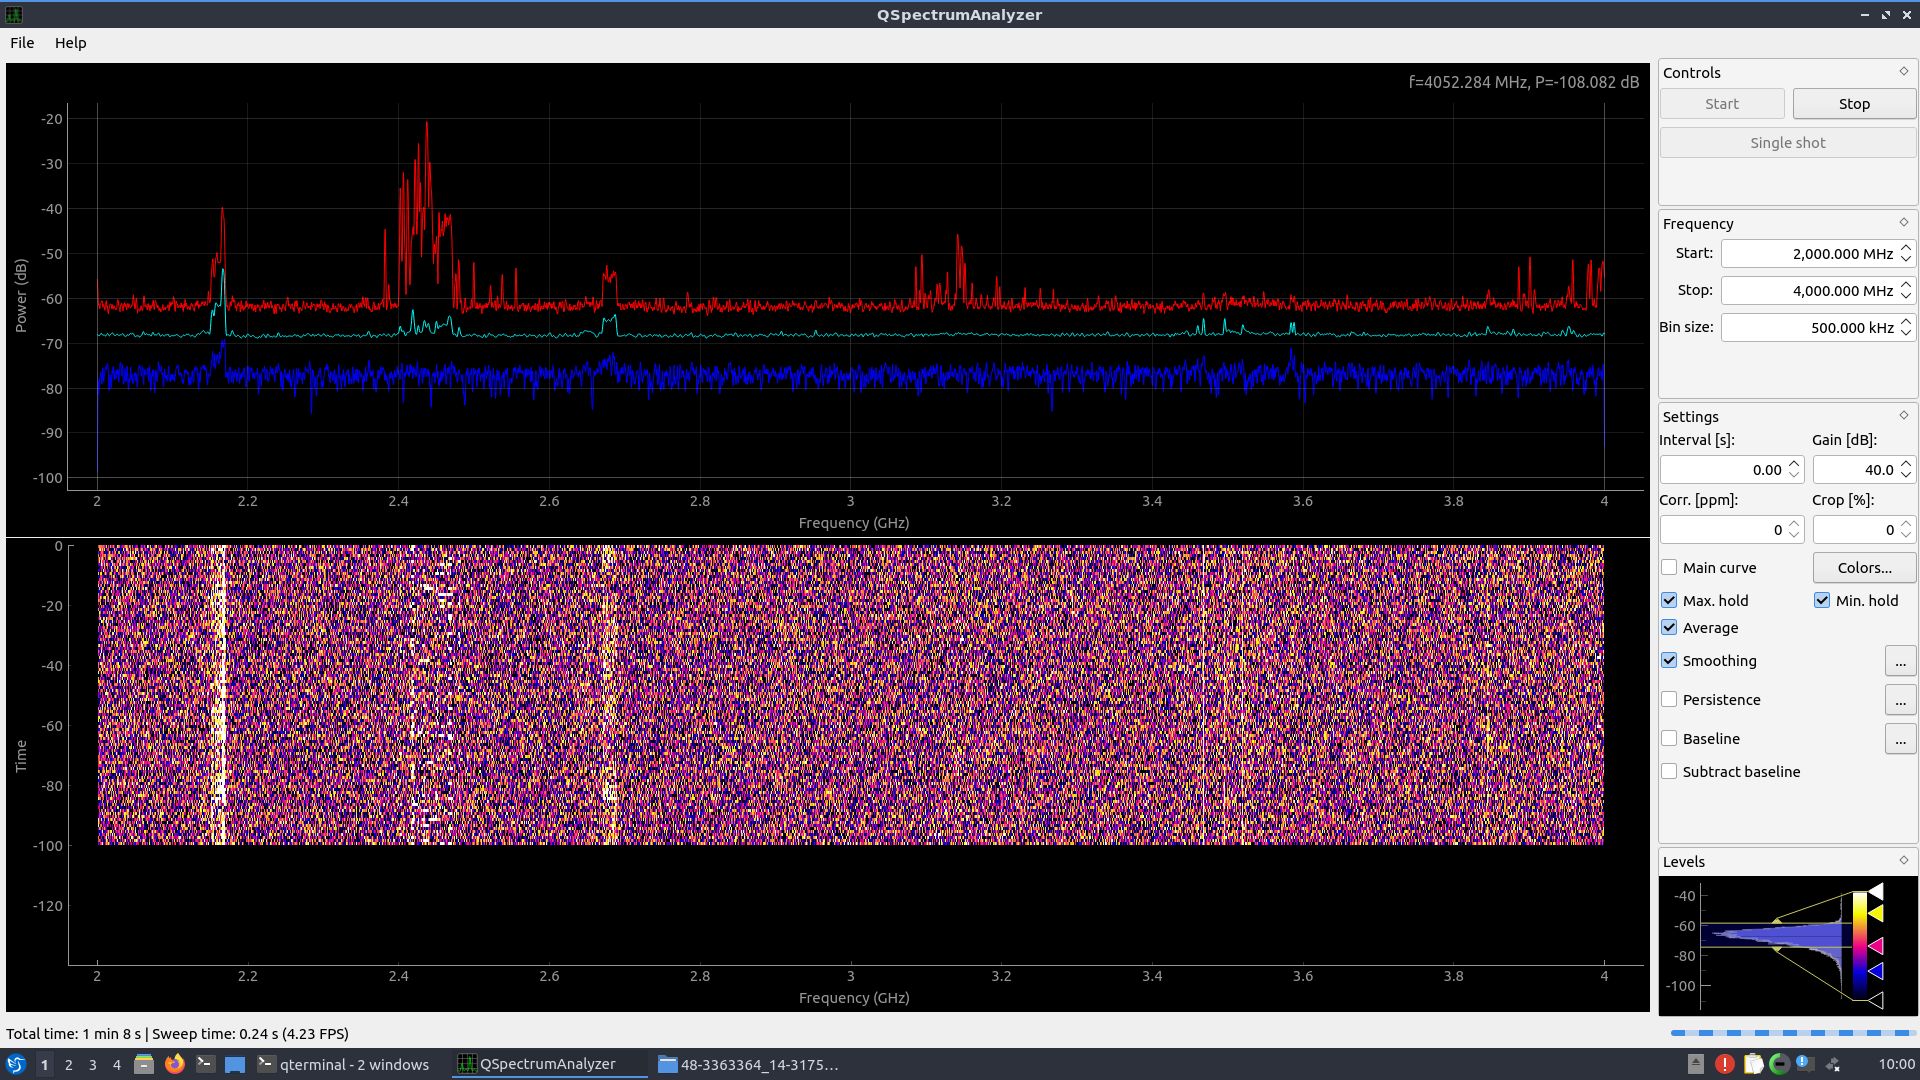 QSpectrumAnalyzer
File Help
f=4052.284 MHz, P=-108.082 dB
Power (dB)
-20
-30
-40
-50
-60
-70
-80
-90
-100
2 2.2 2.4 2.6 2.8 3 3.2 3.4 3.6 3.8 4
Frequency (GHz)
Time
0
-20
-40
-60
-80
-100
-120
2 2.2 2.4 2.6 2.8 3 3.2 3.4 3.6 3.8 4
Frequency (GHz)
Controls
Start Stop
Single shot
Frequency
Start: 2,000.000 MHz
Stop: 4,000.000 MHz
Bin size: 500.000 kHz
Settings
Interval [s]: Gain [dB]:
0.00 40.0
Corr. [ppm]: Crop [%]:
0 0
Main curve Colors...
Max. hold Min. hold
Average
Smoothing ...
Persistence ...
Baseline ...
Subtract baseline
Levels
-40
-60
-80
-100
Total time: 1 min 8 s | Sweep time: 0.24 s (4.23 FPS)
1 2 3 4 qterminal - 2 windows QSpectrumAnalyzer 48-3363364_14-3175... 10:00